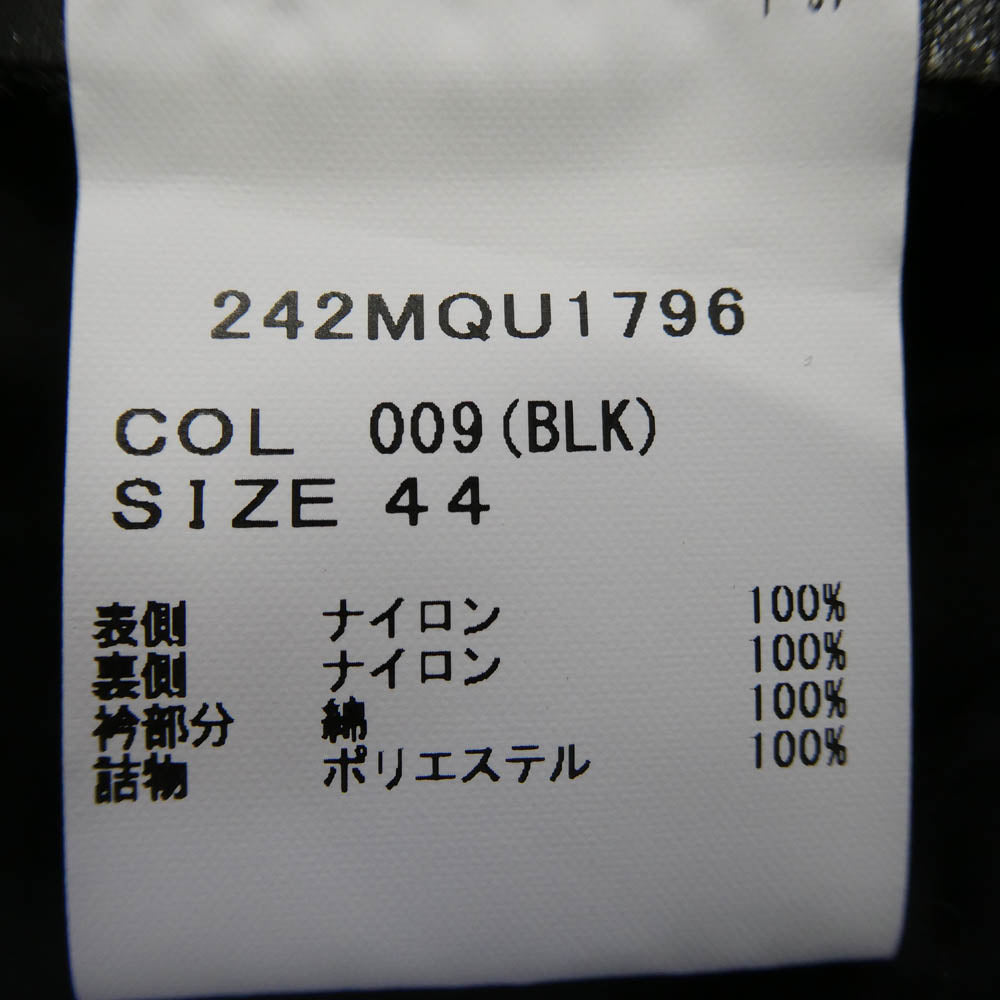 242MQU1796
COL 009(BLK)
SIZE 44
表側 ナイロン 100%
裏側 ナイロン 100%
衿部分 綿 100%
詰物 ポリエステル 100%